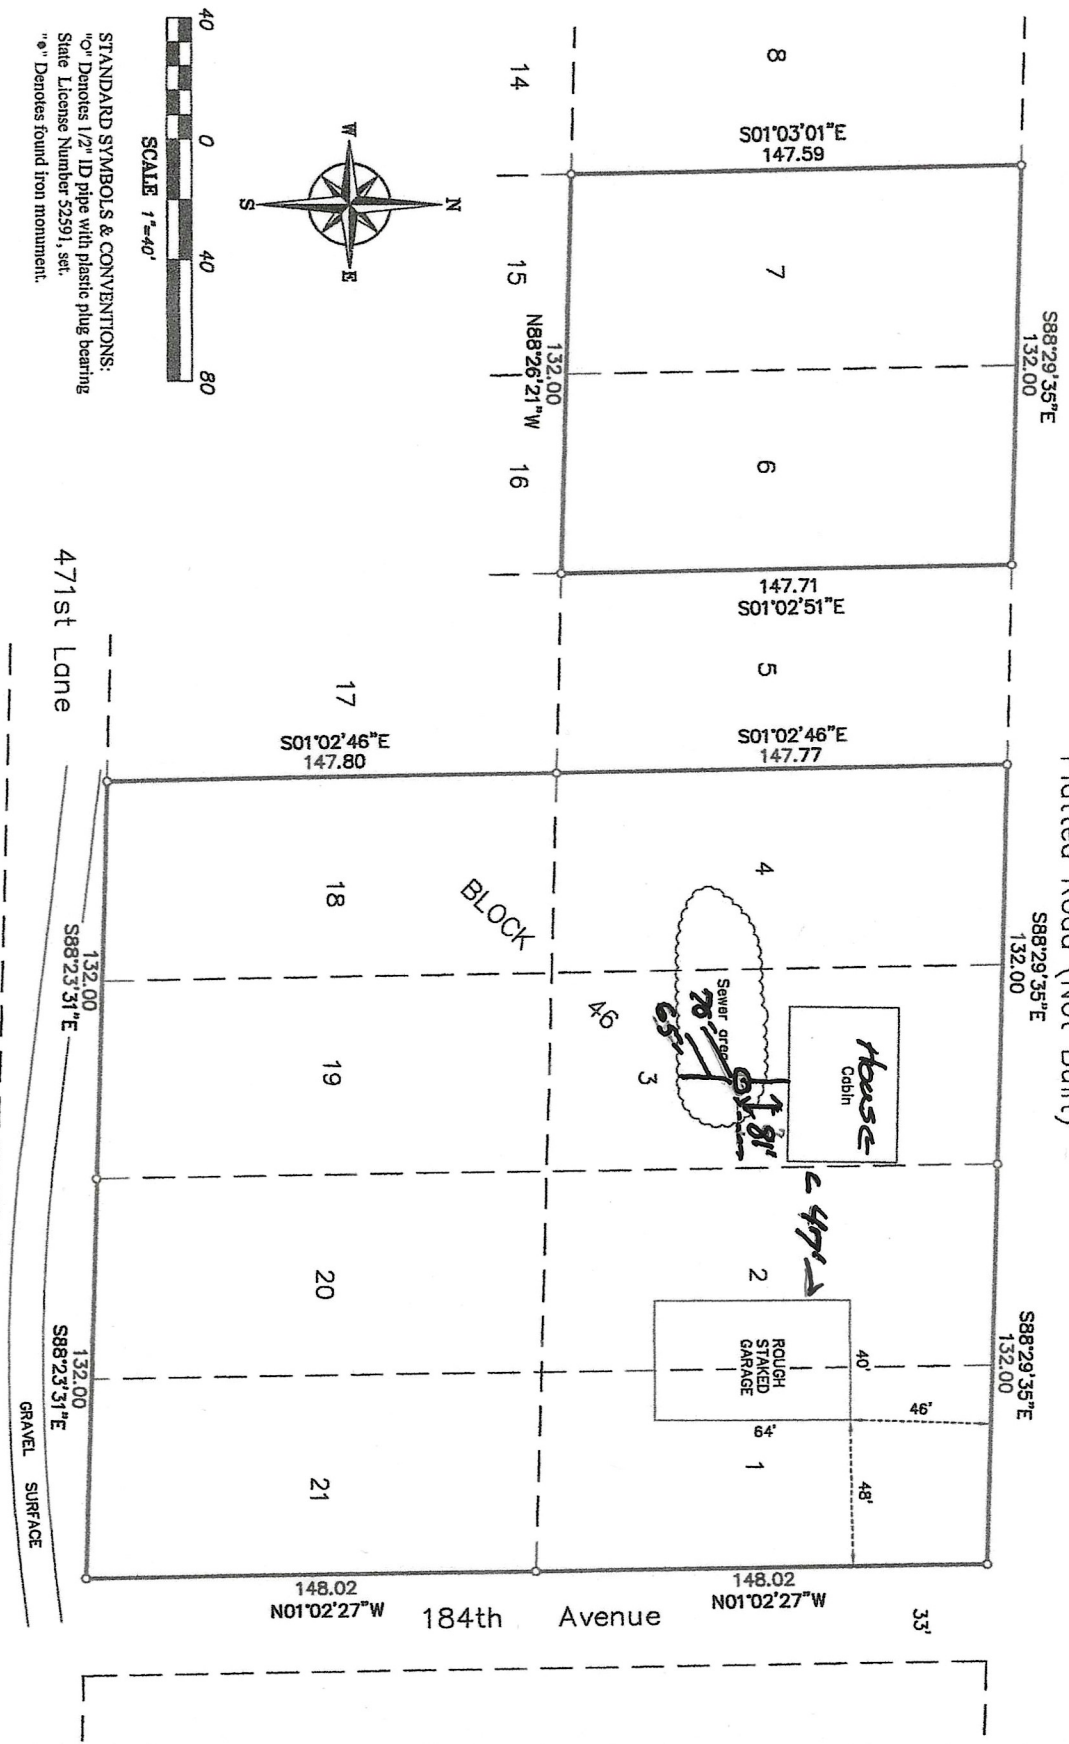 Platted Road (Not Built)
S88°29'35"E
132.00
S88°29'35"E
132.00
S88°29'35"E
132.00
8
S01°03'01"E
147.59
7
6
147.71
S01°02'51"E
5
S01°02'46"E
147.77
4
3
2
1
House
Cabin
Sewer area
70'
65'
81'
47'
ROUGH
STAKED
GARAGE
40'
64'
46'
48'
148.02
N01°02'27"W
33'
14
15
16
132.00
N88°26'21"W
17
S01°02'46"E
147.80
BLOCK
46
18
19
20
21
148.02
N01°02'27"W
184th Avenue
132.00
S88°23'31"E
132.00
S88°23'31"E
471st Lane
GRAVEL SURFACE
N
W
E
S
40 0 40 80
SCALE 1"=40'
STANDARD SYMBOLS & CONVENTIONS:
"O" Denotes 1/2" ID pipe with plastic plug bearing
State License Number 52591, set.
"●" Denotes found iron monument.